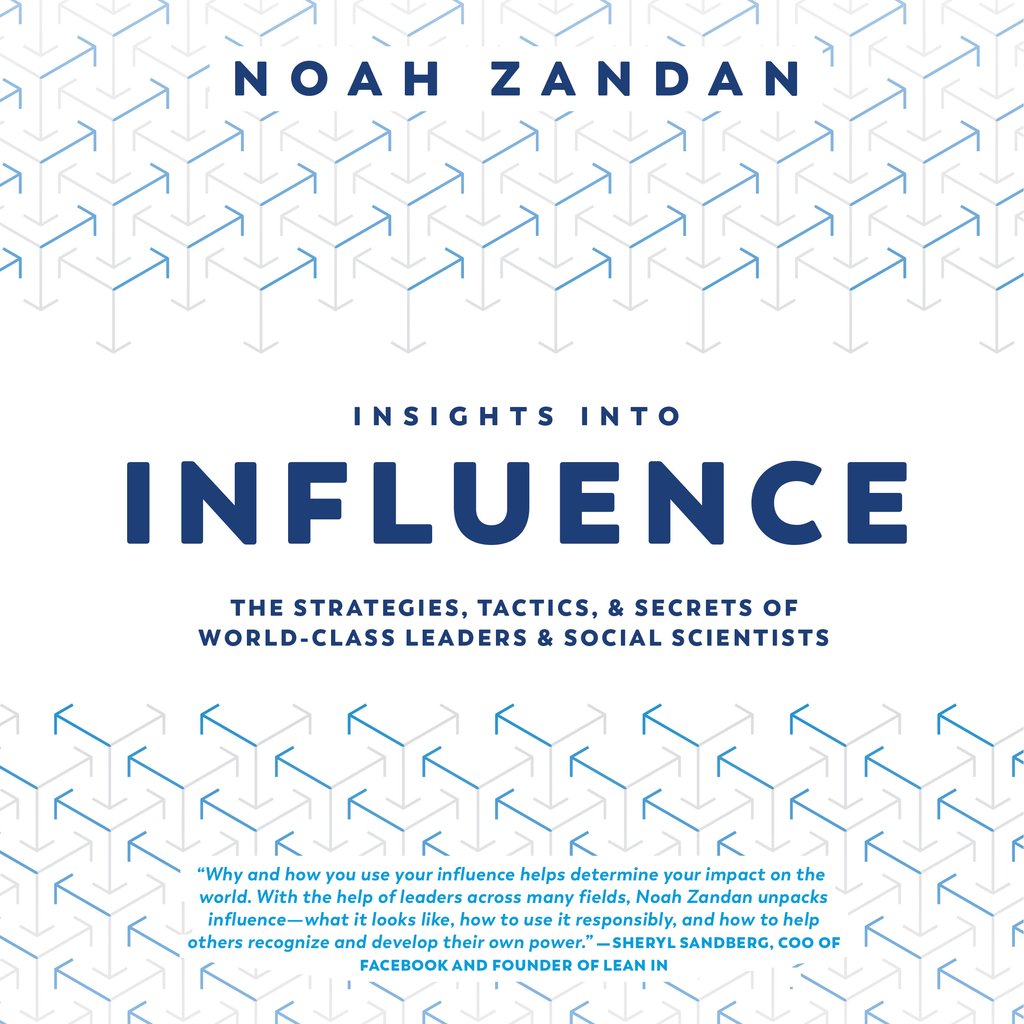 NOAH ZANDAN
INSIGHTS INTO
INFLUENCE
THE STRATEGIES, TACTICS, & SECRETS OF
WORLD-CLASS LEADERS & SOCIAL SCIENTISTS
“Why and how you use your influence helps determine your impact on the
world. With the help of leaders across many fields, Noah Zandan unpacks
influence—what it looks like, how to use it responsibly, and how to help
others recognize and develop their own power.” —SHERYL SANDBERG, COO OF
FACEBOOK AND FOUNDER OF LEAN IN